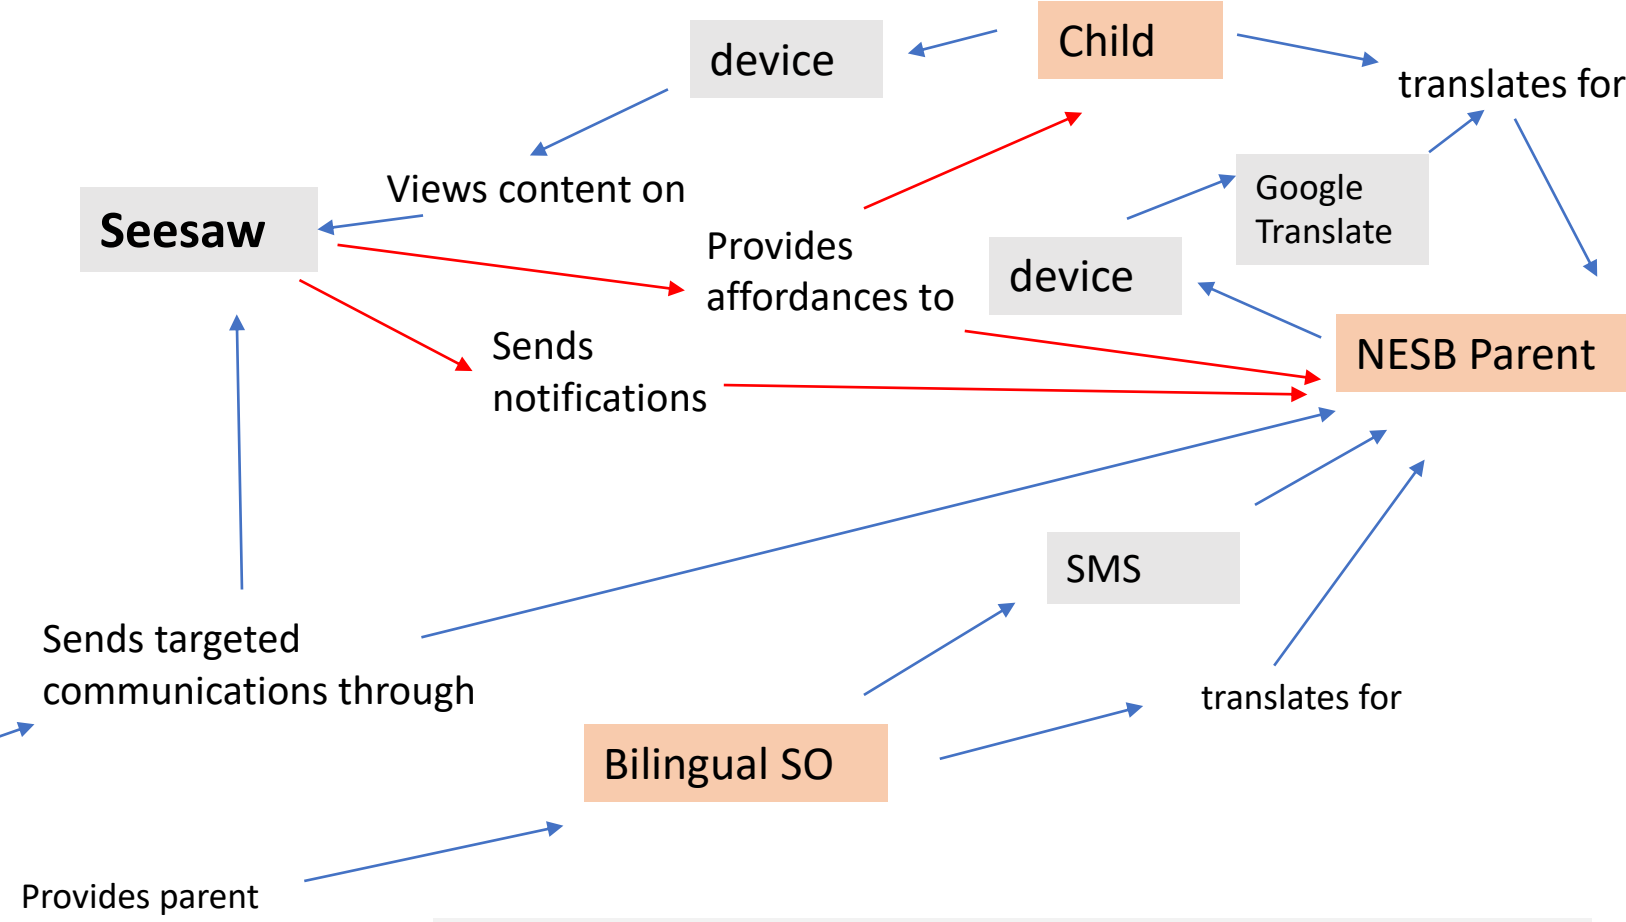 Child
device
translates for
Google
Translate
Views content on
Seesaw
Provides
affordances to
device
Sends
notifications
NESB Parent
SMS
Sends targeted
communications through
translates for
Bilingual SO
Provides parent